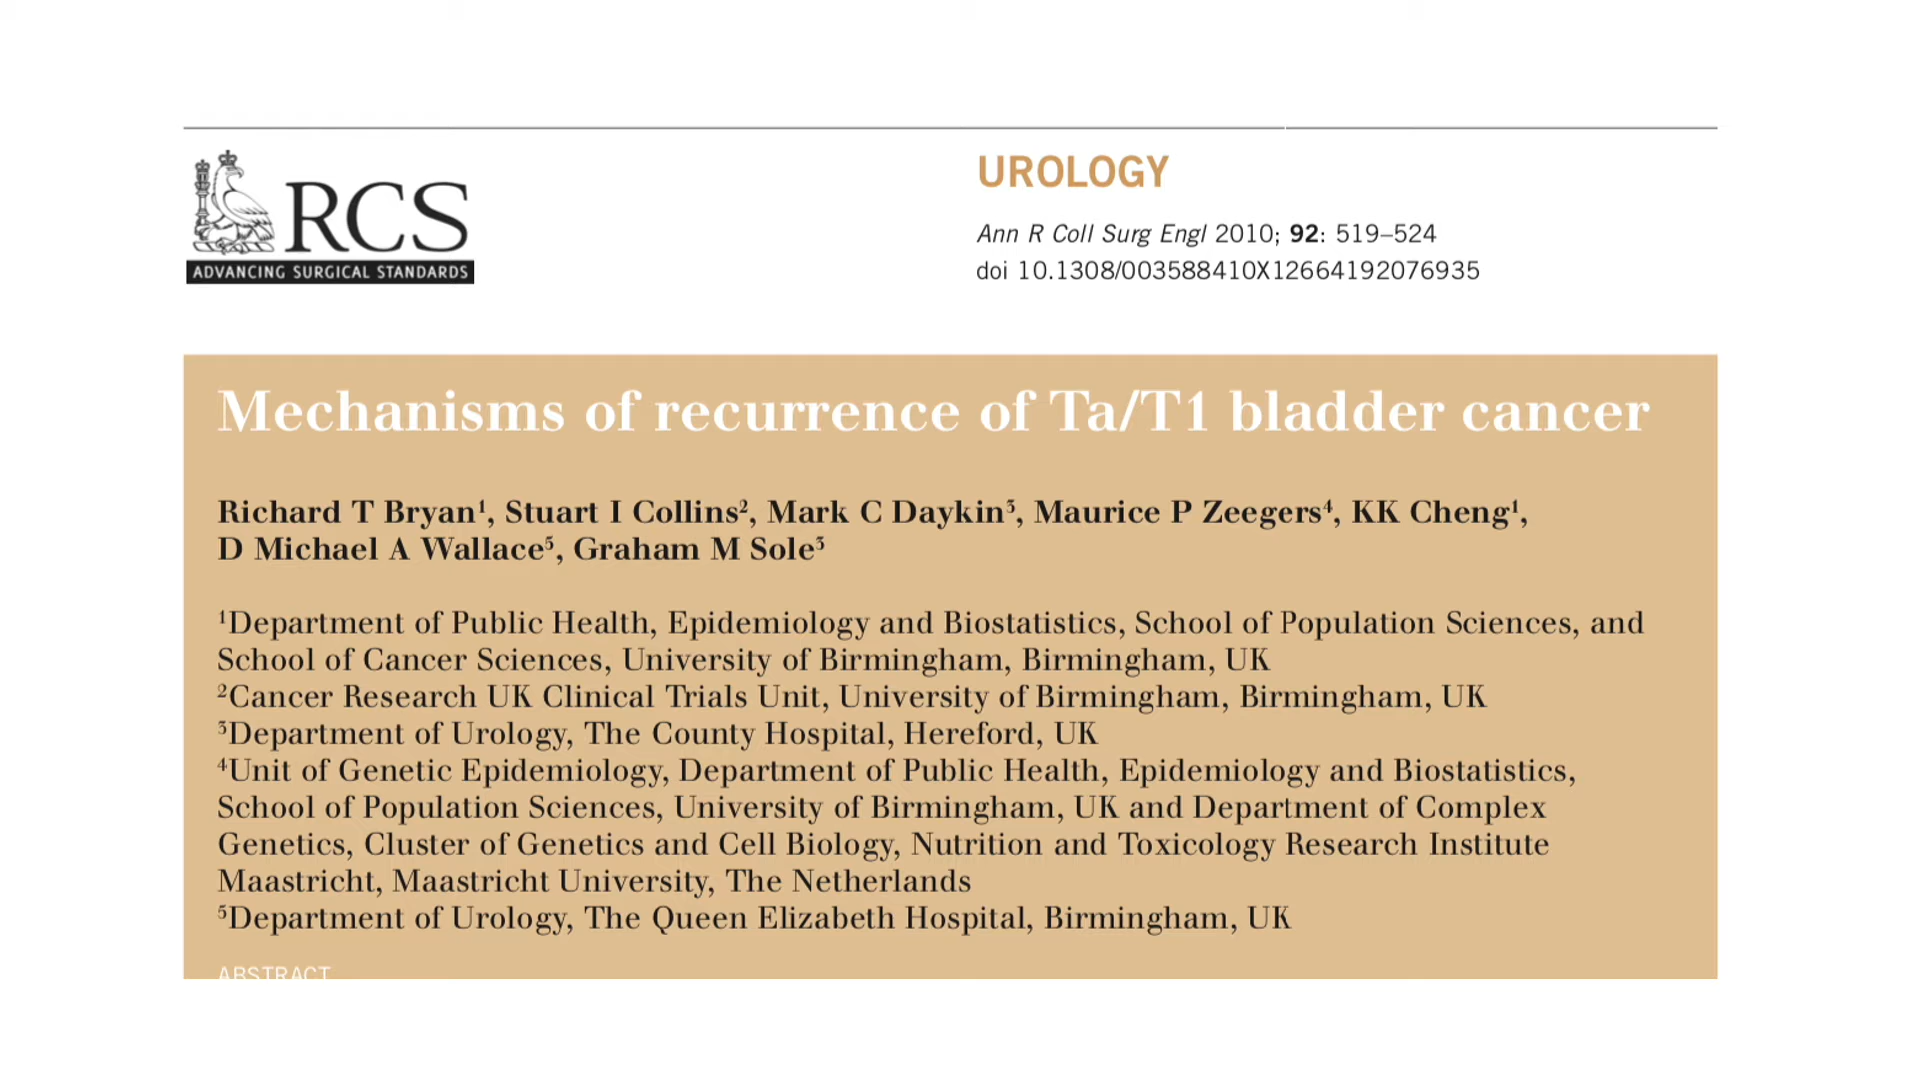 RCS
ADVANCING SURGICAL STANDARDS
UROLOGY
Ann R Coll Surg Engl 2010; 92: 519–524
doi 10.1308/003588410X12664192076935
Mechanisms of recurrence of Ta/T1 bladder cancer
Richard T Bryan¹, Stuart I Collins², Mark C Daykin³, Maurice P Zeegers⁴, KK Cheng¹,
D Michael A Wallace⁵, Graham M Sole³
¹Department of Public Health, Epidemiology and Biostatistics, School of Population Sciences, and
School of Cancer Sciences, University of Birmingham, Birmingham, UK
²Cancer Research UK Clinical Trials Unit, University of Birmingham, Birmingham, UK
³Department of Urology, The County Hospital, Hereford, UK
⁴Unit of Genetic Epidemiology, Department of Public Health, Epidemiology and Biostatistics,
School of Population Sciences, University of Birmingham, UK and Department of Complex
Genetics, Cluster of Genetics and Cell Biology, Nutrition and Toxicology Research Institute
Maastricht, Maastricht University, The Netherlands
⁵Department of Urology, The Queen Elizabeth Hospital, Birmingham, UK
ABSTRACT